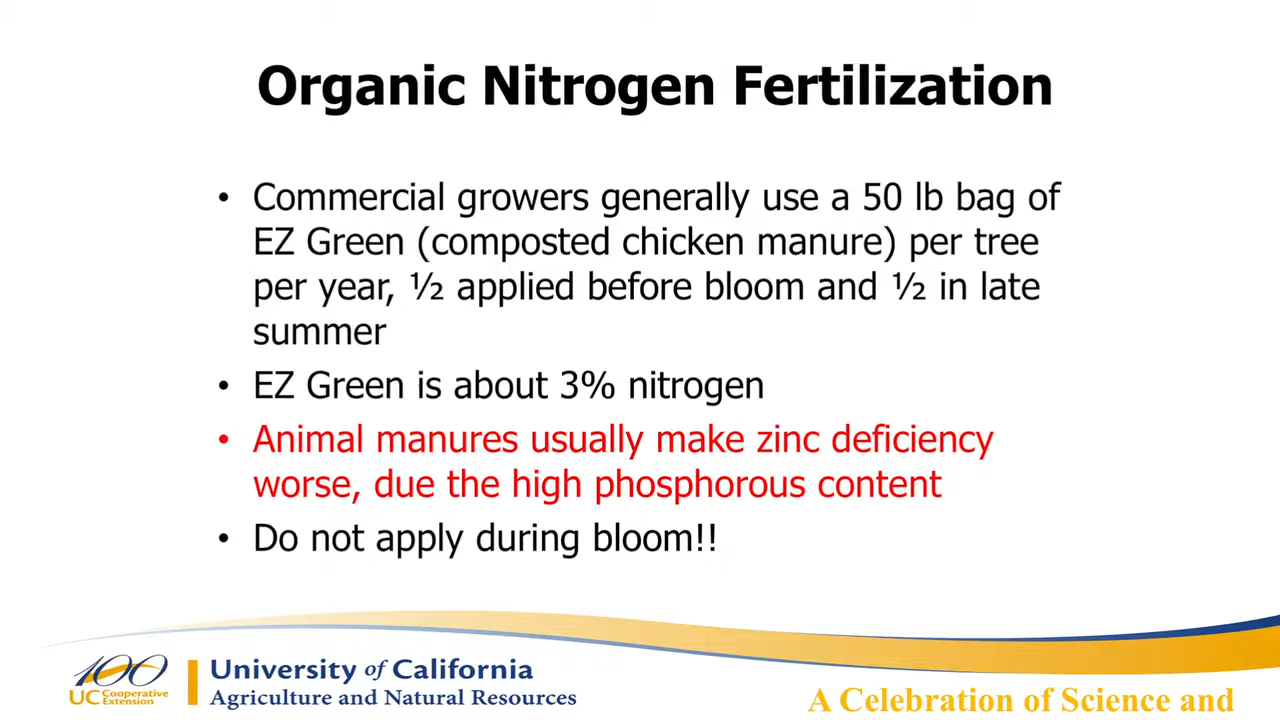 Organic Nitrogen Fertilization
• Commercial growers generally use a 50 lb bag of
EZ Green (composted chicken manure) per tree
per year, ½ applied before bloom and ½ in late
summer
• EZ Green is about 3% nitrogen
• Animal manures usually make zinc deficiency
worse, due the high phosphorous content
• Do not apply during bloom!!
100
UC Cooperative
Extension
University of California
Agriculture and Natural Resources
A Celebration of Science and